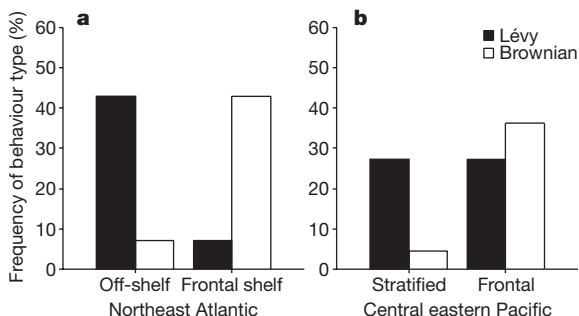 a
b
Lévy
Brownian
Frequency of behaviour type (%)
60
50
40
30
20
10
0
60
50
40
30
20
10
0
Off-shelf Frontal shelf
Stratified Frontal
Northeast Atlantic
Central eastern Pacific